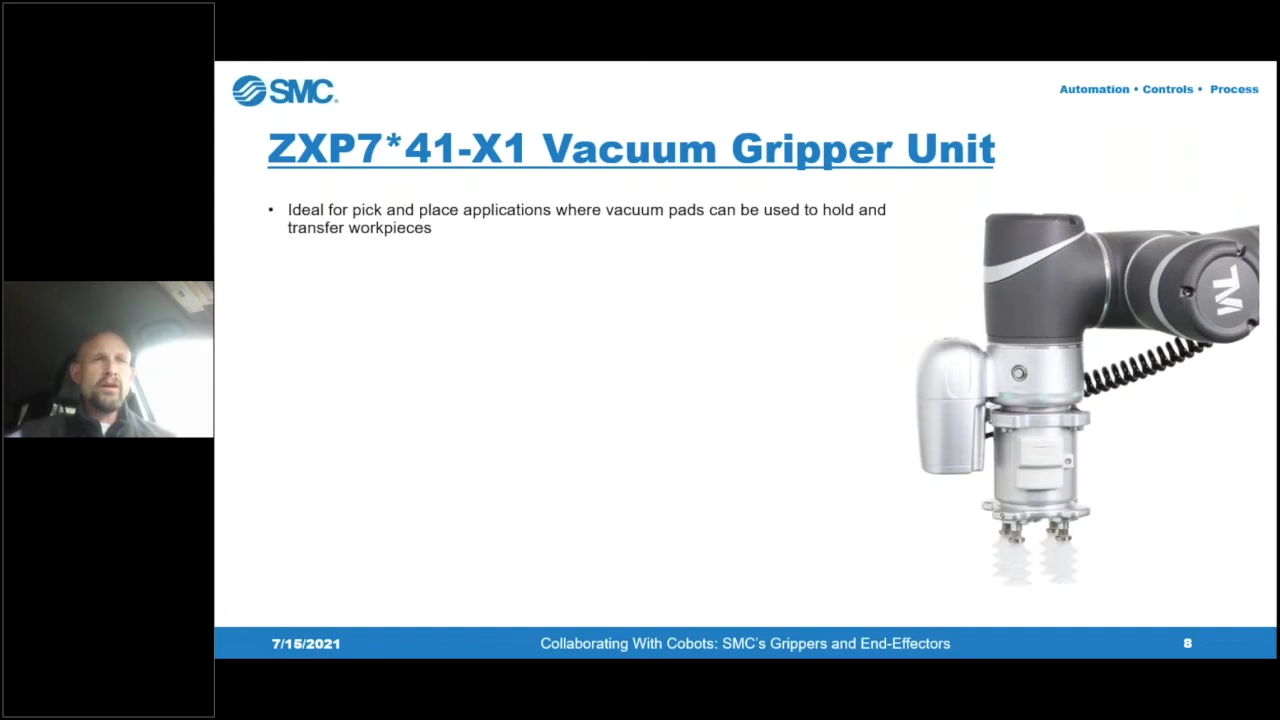 SMC
Automation • Controls • Process
ZXP7*41-X1 Vacuum Gripper Unit
• Ideal for pick and place applications where vacuum pads can be used to hold and
transfer workpieces
TM
7/15/2021
Collaborating With Cobots: SMC's Grippers and End-Effectors
8